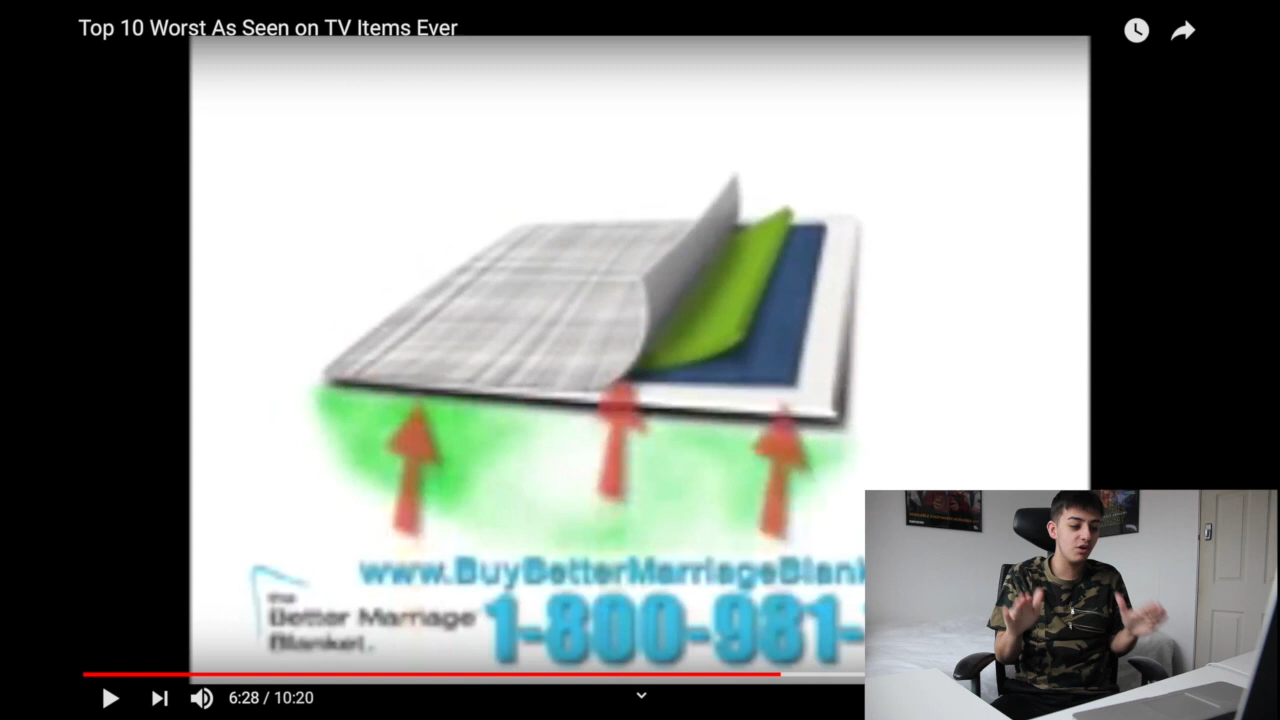 Top 10 Worst As Seen on TV Items Ever
www.BuyBetterMarriageBlank
the
Better Marriage
Blanket.
1-800-981-
6:28 / 10:20